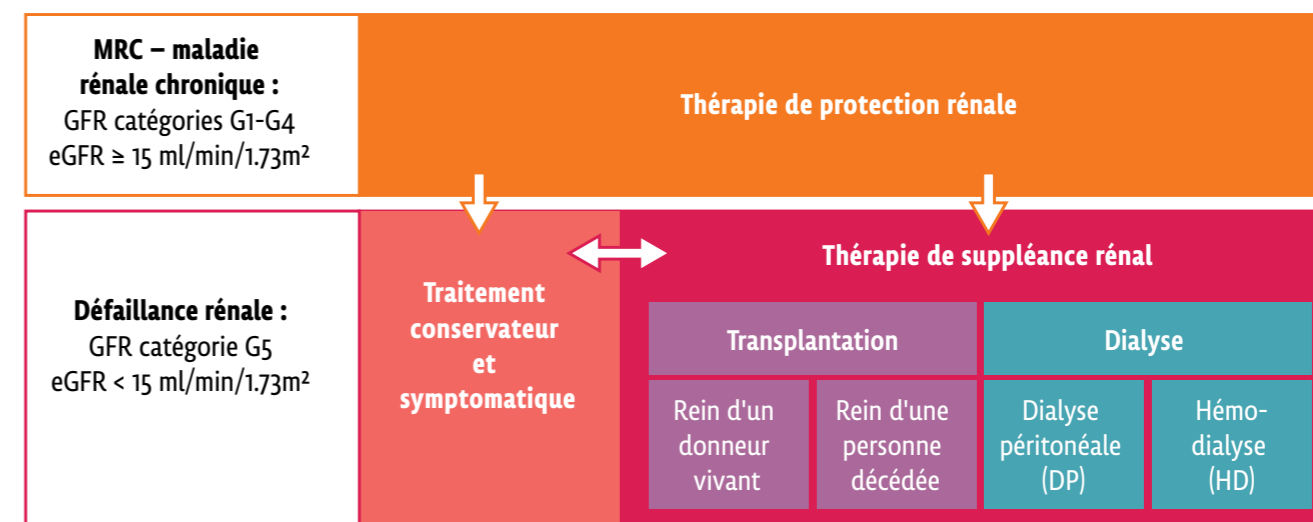 MRC – maladie
rénale chronique :
GFR catégories G1-G4
eGFR ≥ 15 ml/min/1.73m²
Thérapie de protection rénale
Défaillance rénale :
GFR catégorie G5
eGFR < 15 ml/min/1.73m²
Traitement
conservateur
et
symptomatique
Thérapie de suppléance rénal
Transplantation
Dialyse
Rein d'un
donneur
vivant
Rein d'une
personne
décédée
Dialyse
péritonéale
(DP)
Hémo-
dialyse
(HD)